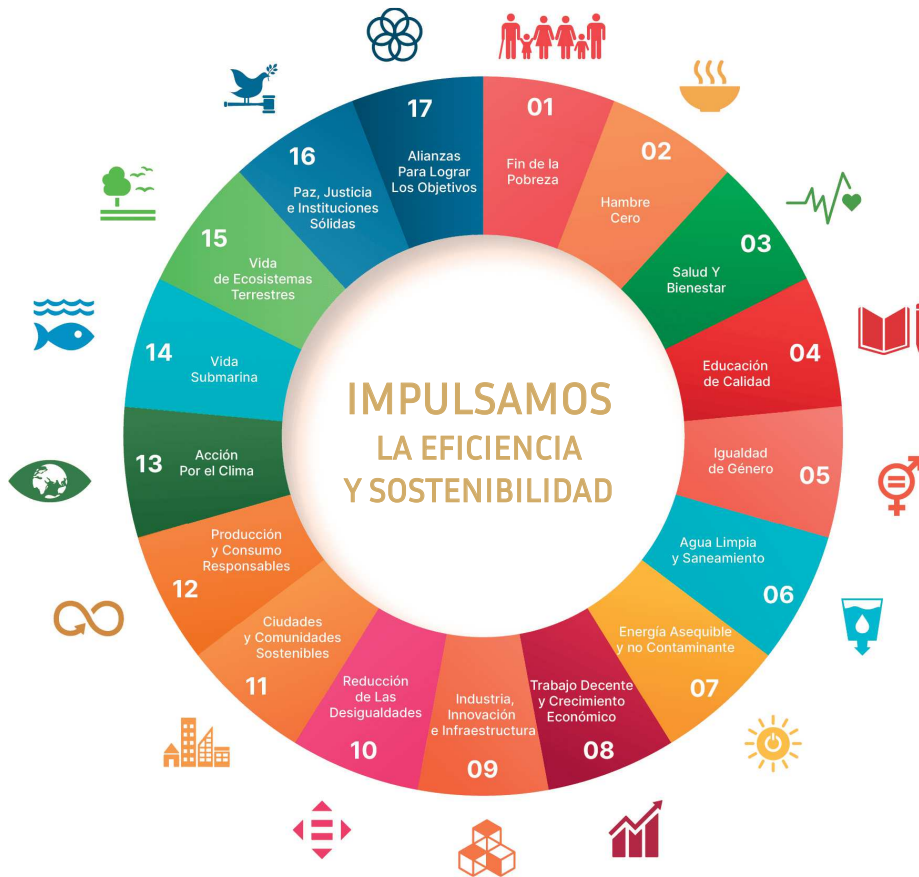 IMPULSAMOS
LA EFICIENCIA
Y SOSTENIBILIDAD
01
Fin de la
Pobreza
02
Hambre
Cero
03
Salud Y
Bienestar
04
Educación
de Calidad
05
Igualdad
de Género
06
Agua Limpia
y Saneamiento
07
Energía Asequible
y no Contaminante
08
Trabajo Decente
y Crecimiento
Económico
09
Industria,
Innovación
e Infraestructura
10
Reducción
de Las
Desigualdades
11
Ciudades
y Comunidades
Sostenibles
12
Producción
y Consumo
Responsables
13
Acción
Por el Clima
14
Vida
Submarina
15
Vida
de Ecosistemas
Terrestres
16
Paz, Justicia
e Instituciones
Sólidas
17
Alianzas
Para Lograr
Los Objetivos